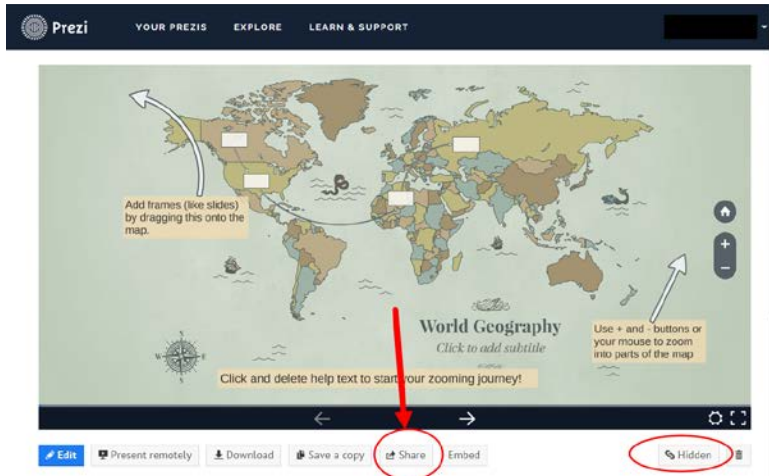 Prezi YOUR PREZIS EXPLORE LEARN & SUPPORT
Add frames (like slides)
by dragging this onto the
map.
World Geography
Click to add subtitle
Use + and - buttons or
your mouse to zoom
into parts of the map
S
W E
S
Click and delete help text to start your zooming journey!
Edit Present remotely Download Save a copy Share Embed Hidden